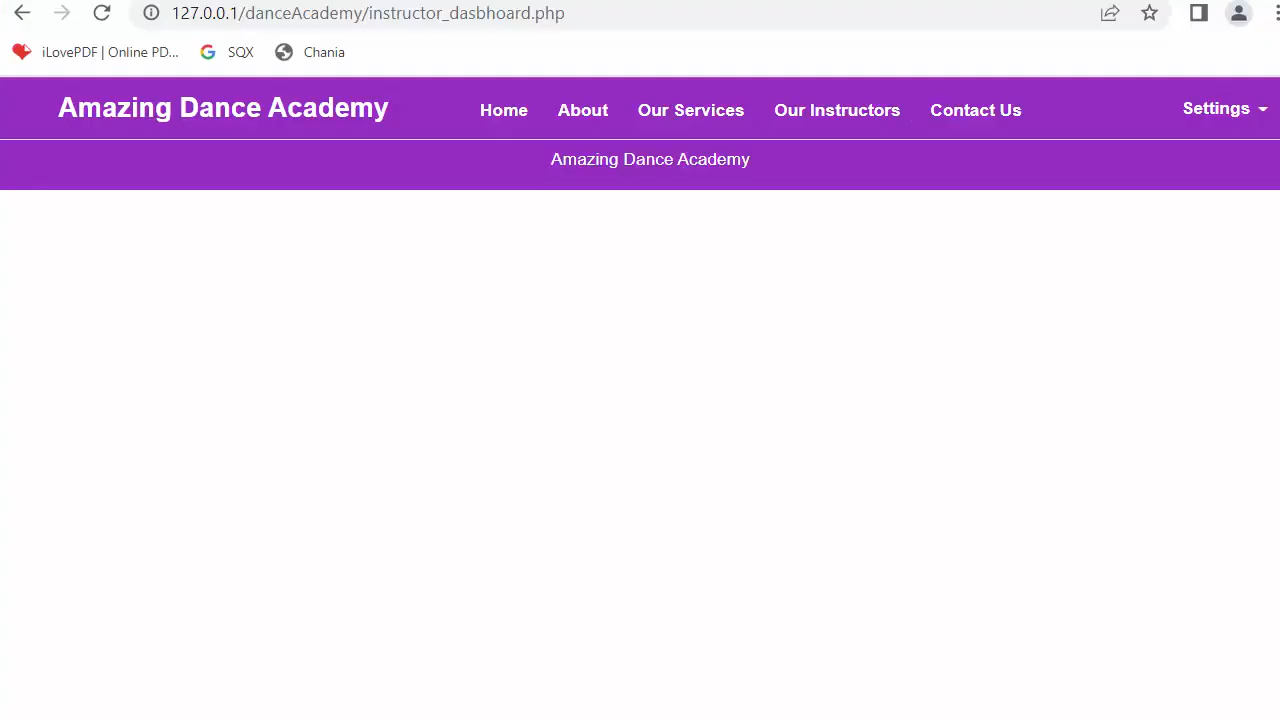 127.0.0.1/danceAcademy/instructor_dasbhoard.php
iLovePDF | Online PD... SQX Chania
Amazing Dance Academy Home About Our Services Our Instructors Contact Us Settings
Amazing Dance Academy